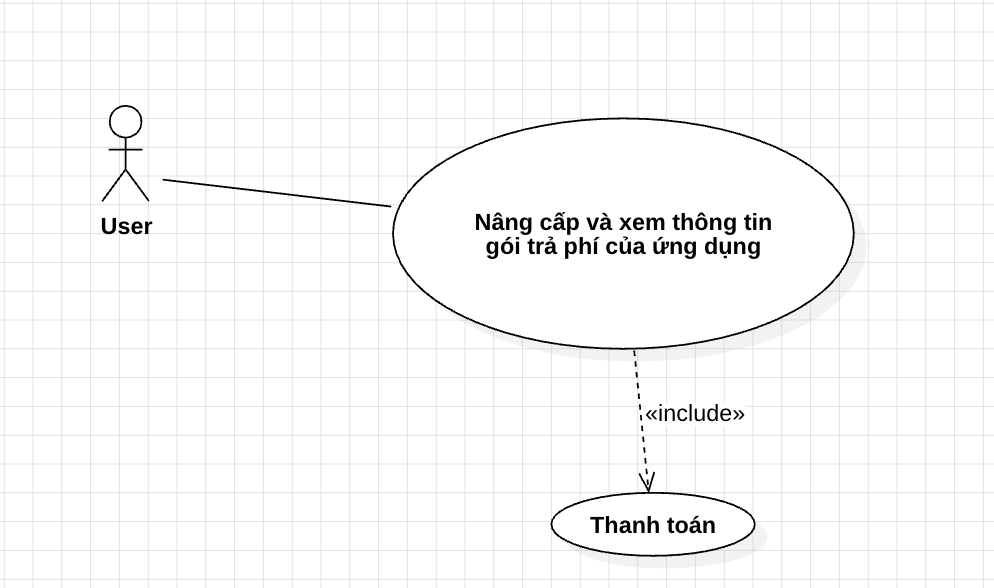 User
Nâng cấp và xem thông tin
gói trả phí của ứng dụng
«include»
Thanh toán